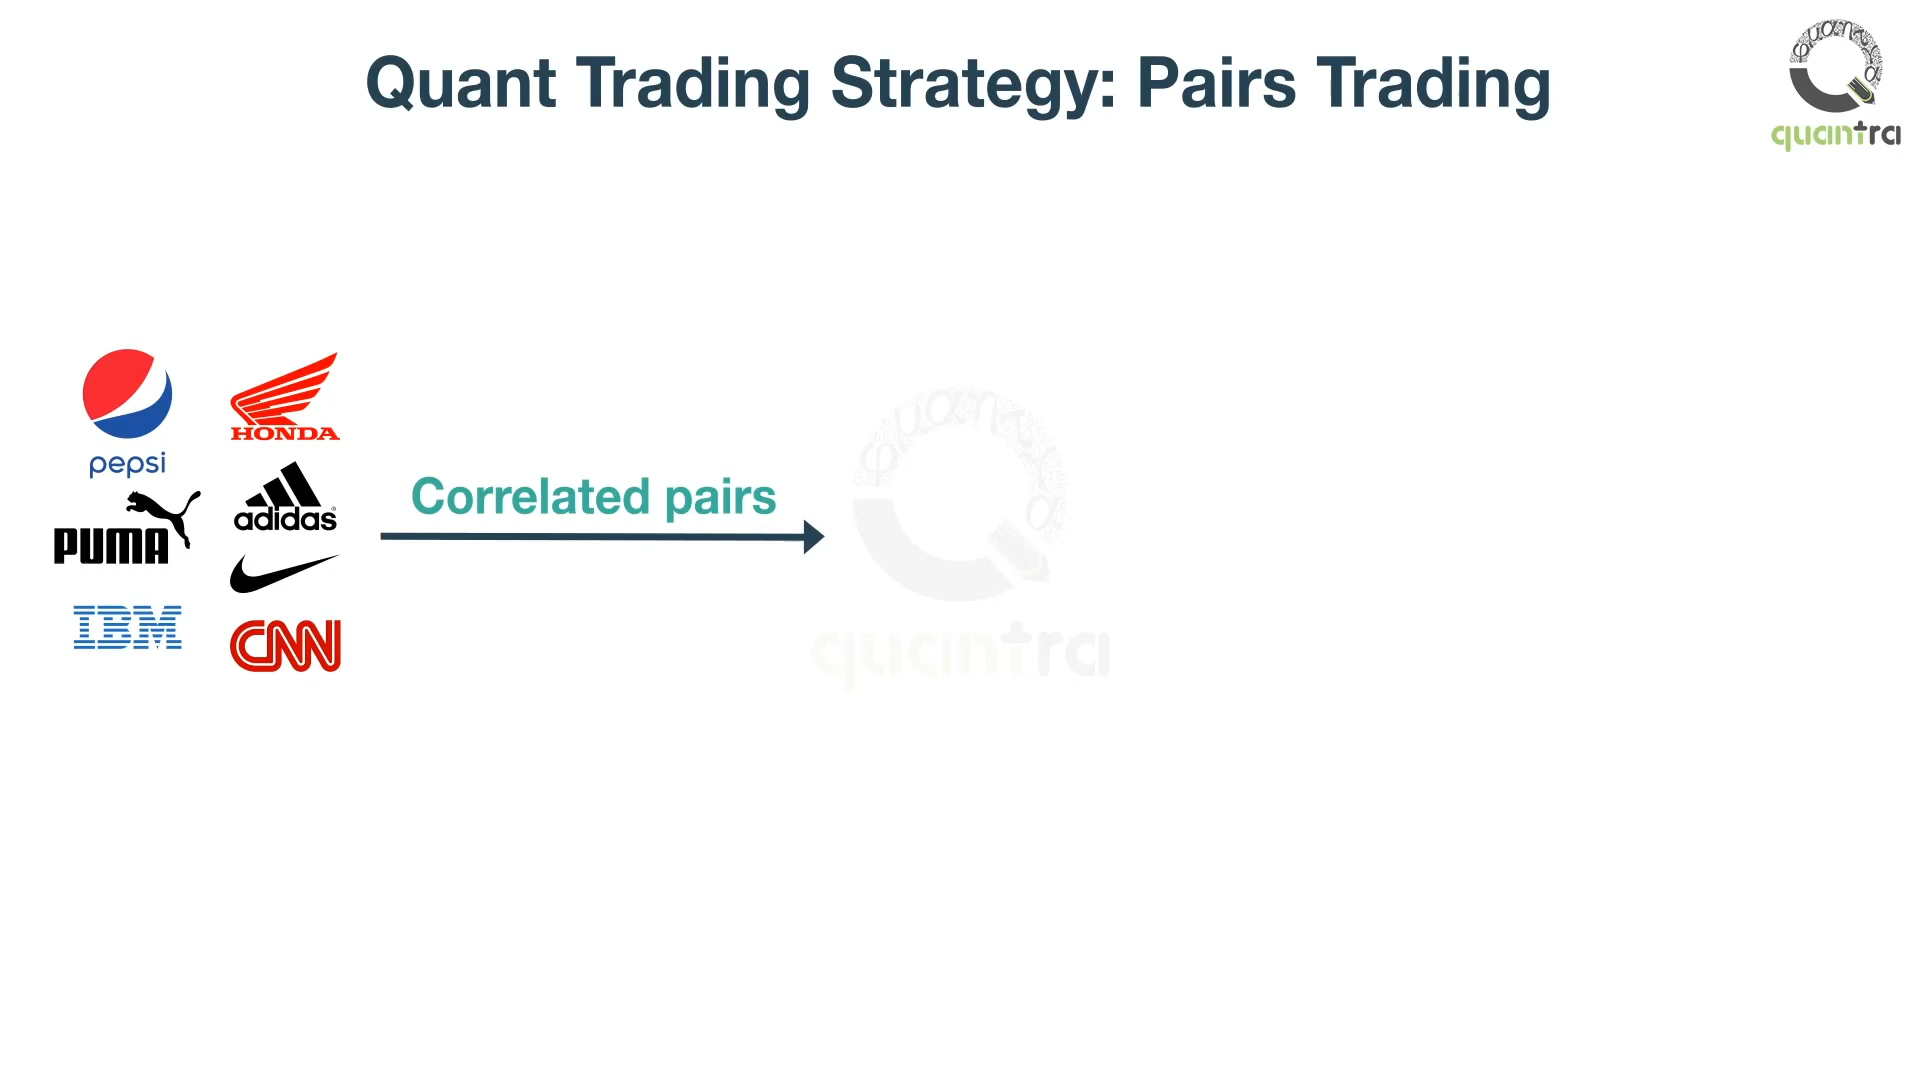 Quant Trading Strategy: Pairs Trading
quantra
pepsi
HONDA
PUMA
adidas
IBM
CNN
Correlated pairs
quantra